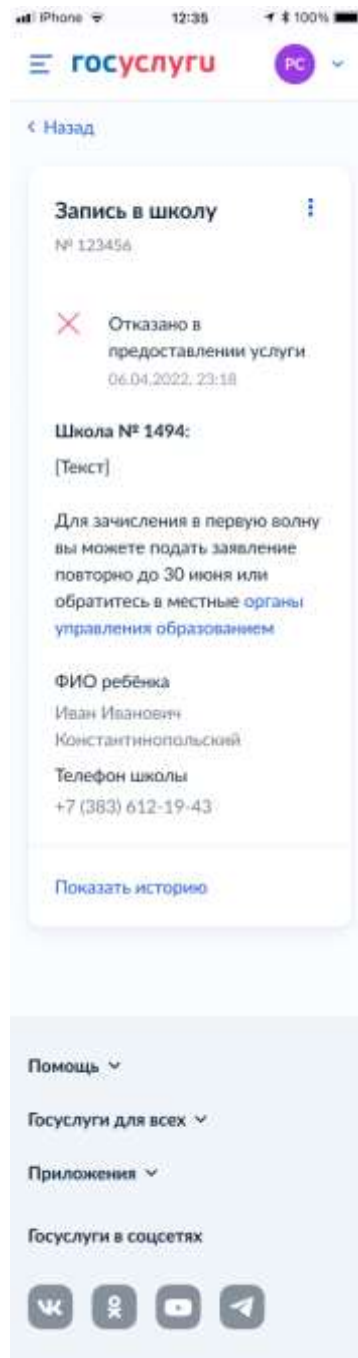 iPhone 12:35 100%
госуслуги РС
Назад
Запись в школу
№ 123456
Отказано в
предоставлении услуги
06.04.2022, 23:18
Школа № 1494:
[Текст]
Для зачисления в первую волну
вы можете подать заявление
повторно до 30 июня или
обратитесь в местные органы
управления образованием
ФИО ребёнка
Иван Иванович
Константинопольский
Телефон школы
+7 (383) 612-19-43
Показать историю
Помощь
Госуслуги для всех
Приложения
Госуслуги в соцсетях